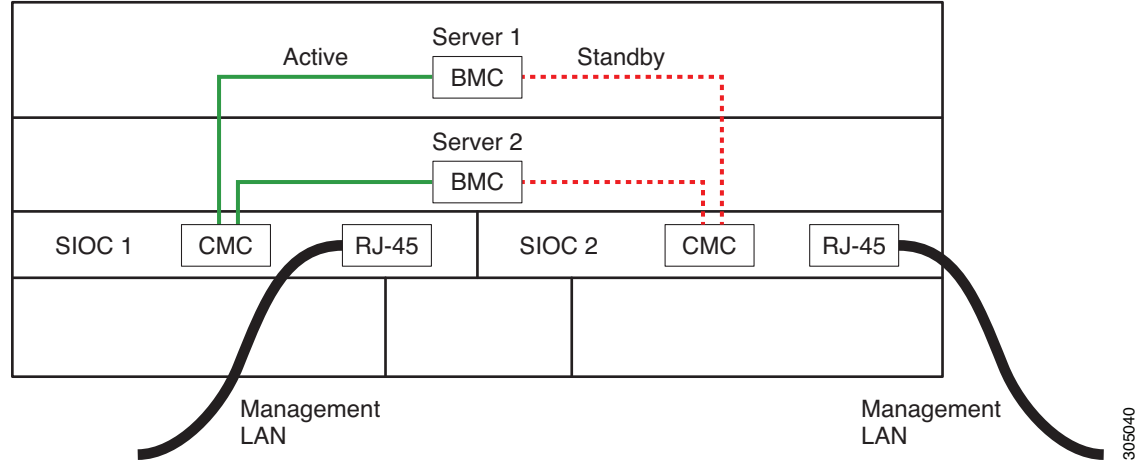 Server 1
Active
Standby
BMC
Server 2
BMC
SIOC 1
CMC
RJ-45
SIOC 2
CMC
RJ-45
Management
LAN
Management
LAN
305040